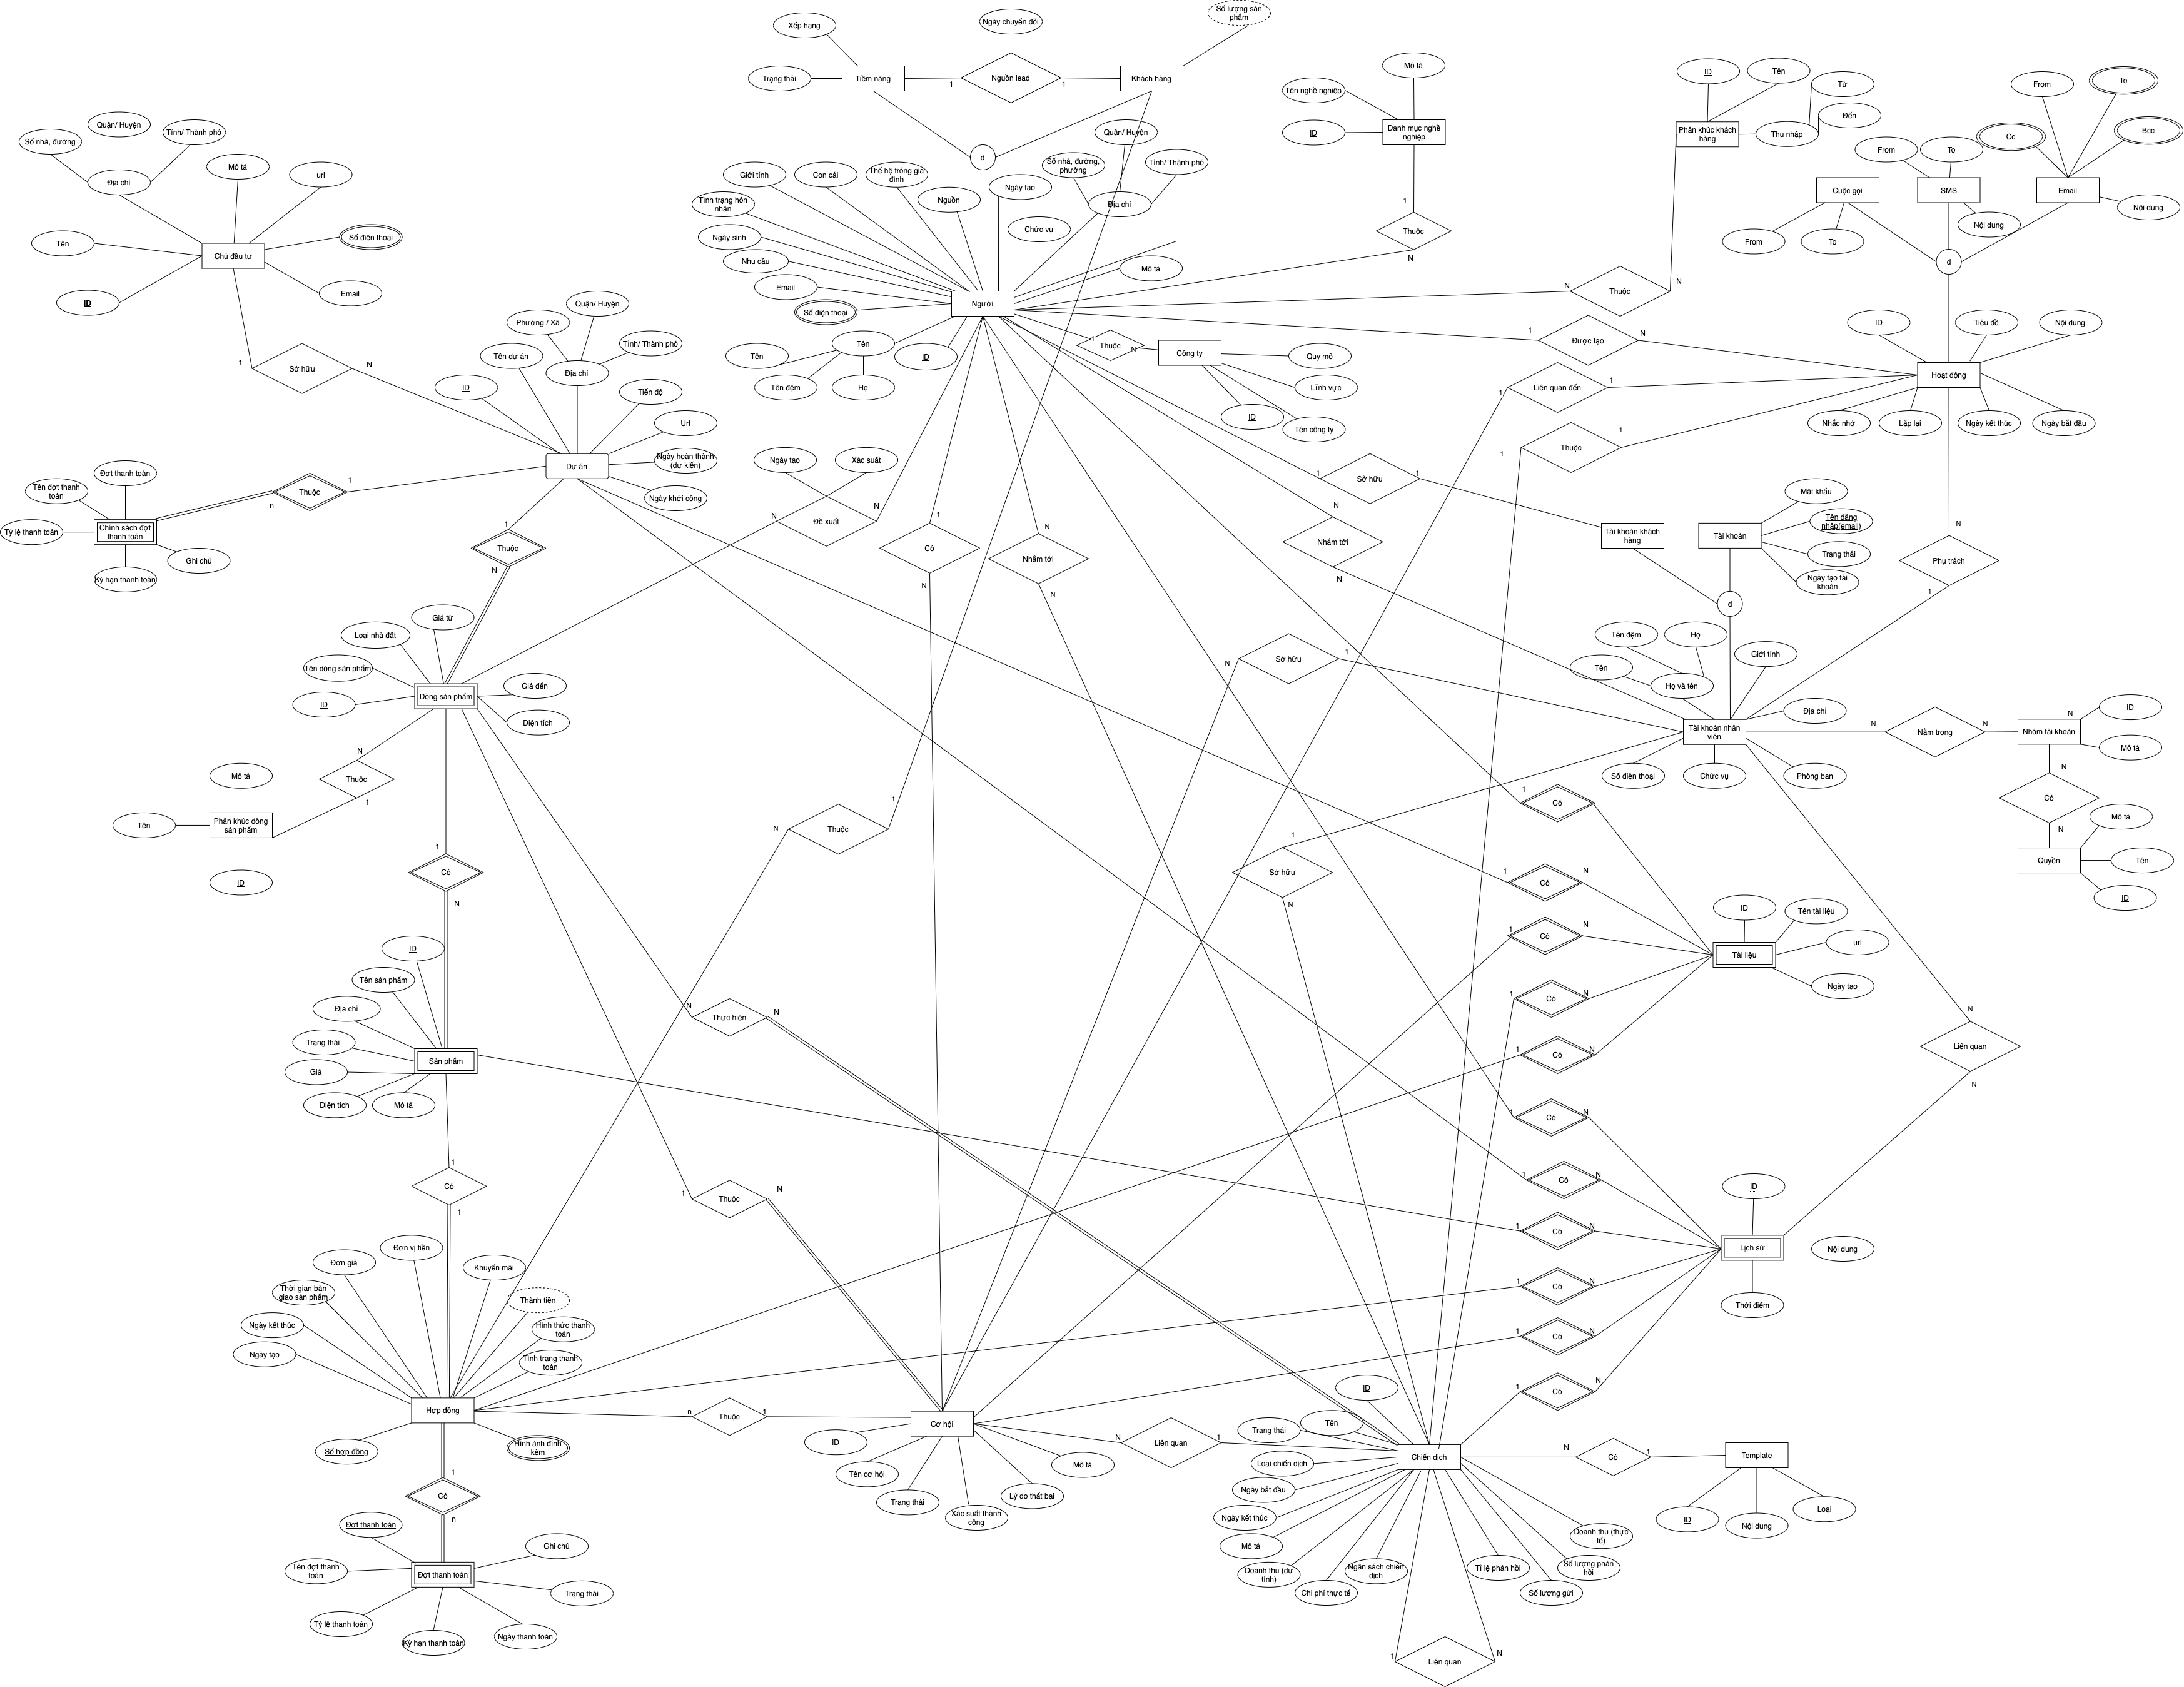 Xếp hạng
Ngày chuyển đổi
Số lượng sản
phẩm
Trạng thái
Tiềm năng
1
Nguồn lead
1
Khách hàng
Mô tả
Tên nghề nghiệp
ID
Danh mục nghề
nghiệp
1
Thuộc
N
ID
Tên
Từ
Đến
Phân khúc khách
hàng
Thu nhập
From
To
Cc
Bcc
From
To
Cuộc gọi
SMS
Email
Nội dung
Nội dung
From
To
d
Số nhà, đường
Quận/ Huyện
Tỉnh/ Thành phố
Địa chỉ
Mô tả
url
Tên
Chủ đầu tư
Số điện thoại
ID
Email
1
Sở hữu
N
d
Giới tính
Con cái
Thế hệ trong gia
đình
Ngày tạo
Số nhà, đường,
phường
Quận/ Huyện
Tỉnh/ Thành phố
Địa chỉ
Tình trạng hôn
nhân
Nguồn
Chức vụ
Ngày sinh
Nhu cầu
Mô tả
Email
Số điện thoại
Người
Tên
Tên
Tên đệm
Họ
ID
1
Thuộc
N
Công ty
Quy mô
Lĩnh vực
ID
Tên công ty
N
Thuộc
N
1
Được tạo
N
1
Liên quan đến
1
1
Thuộc
1
ID
Tiêu đề
Nội dung
Hoạt động
Nhắc nhở
Lặp lại
Ngày kết thúc
Ngày bắt đầu
N
Phụ trách
1
Quận/ Huyện
Phường / Xã
Tỉnh/ Thành phố
Tên dự án
Địa chỉ
ID
Tiến độ
Url
Dự án
Ngày hoàn thành
(dự kiến)
Ngày khởi công
Đợt thanh toán
Tên đợt thanh
toán
Tỷ lệ thanh toán
Chính sách đợt
thanh toán
Ghi chú
Kỳ hạn thanh toán
n
Thuộc
1
1
Thuộc
N
Ngày tạo
Xác suất
N
Đề xuất
N
1
Có
N
N
Nhắm tới
N
N
Nhắm tới
N
1
Sở hữu
1
Tài khoản khách
hàng
Tài khoản
Mật khẩu
Tên đăng
nhập(email)
Trạng thái
Ngày tạo tài
khoản
d
Tên đệm
Họ
Tên
Họ và tên
Giới tính
Địa chỉ
Tài khoản nhân
viên
Số điện thoại
Chức vụ
Phòng ban
N
Nằm trong
N
Nhóm tài khoản
N
ID
Mô tả
N
Có
N
Quyền
Mô tả
Tên
ID
Giá từ
Loại nhà đất
Tên dòng sản phẩm
Dòng sản phẩm
ID
Giá đến
Diện tích
N
Thuộc
1
Mô tả
Tên
Phân khúc dòng
sản phẩm
ID
1
Có
N
N
Sở hữu
1
1
Sở hữu
N
N
Thuộc
1
1
Có
1
Có
N
1
Có
N
1
Có
N
1
Có
N
ID
Tên tài liệu
url
Tài liệu
Ngày tạo
N
Liên quan
N
ID
Tên sản phẩm
Địa chỉ
Trạng thái
Sản phẩm
Giá
Diện tích
Mô tả
N
Thực hiện
N
1
Có
1
1
Thuộc
N
1
Có
N
1
Có
N
1
Có
N
1
Có
N
1
Có
N
1
Có
N
ID
Lịch sử
Nội dung
Thời điểm
Đơn vị tiền
Đơn giá
Khuyến mãi
Thời gian bàn
giao sản phẩm
Thành tiền
Ngày kết thúc
Hình thức thanh
toán
Ngày tạo
Tình trạng thanh
toán
Hợp đồng
Số hợp đồng
Hình ảnh đính
kèm
n
Thuộc
1
Cơ hội
ID
Tên cơ hội
Trạng thái
Xác suất thành
công
Lý do thất bại
Mô tả
N
Liên quan
1
ID
Tên
Trạng thái
Chiến dịch
Loại chiến dịch
Ngày bắt đầu
Ngày kết thúc
Mô tả
Doanh thu (dự
tính)
Chi phí thực tế
Ngân sách chiến
dịch
Tỉ lệ phản hồi
Số lượng gửi
Số lượng phản
hồi
Doanh thu (thực
tế)
N
Có
1
Template
ID
Nội dung
Loại
1
Liên quan
N
1
Có
n
Đợt thanh toán
Tên đợt thanh
toán
Đợt thanh toán
Ghi chú
Trạng thái
Tỷ lệ thanh toán
Kỳ hạn thanh toán
Ngày thanh toán